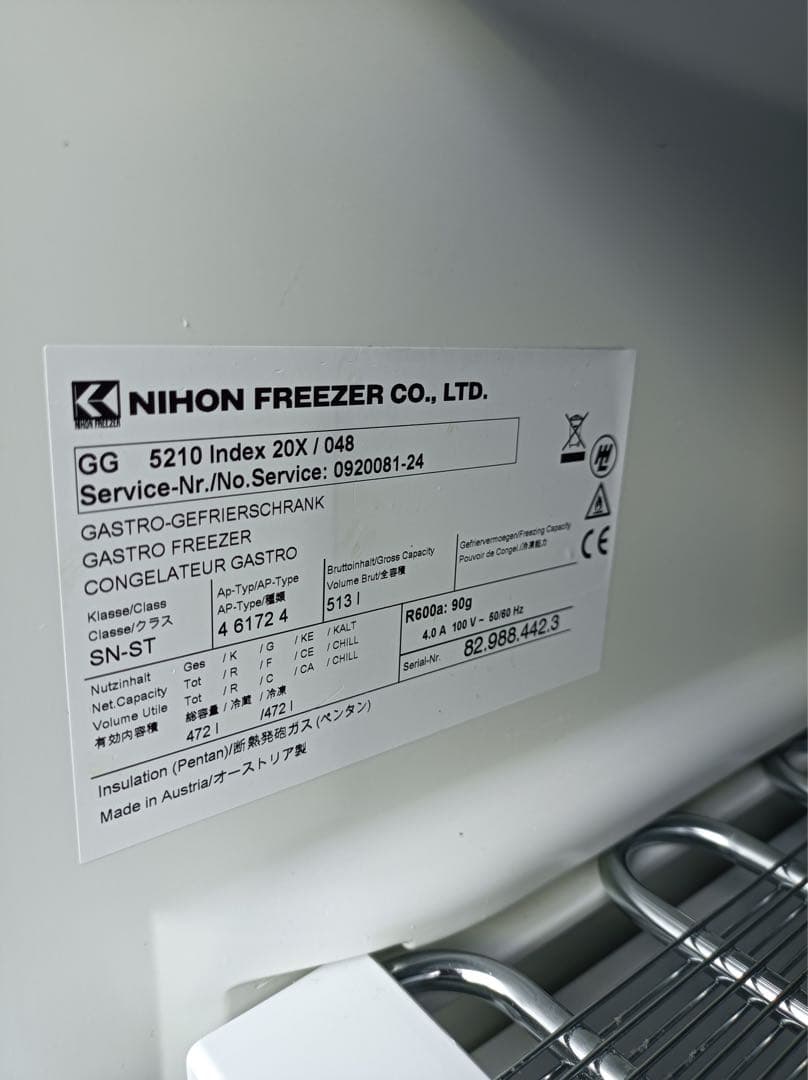 NIHON FREEZER CO., LTD.
NIHON FREEZER
GG 5210 Index 20X / 048
Service-Nr./No.Service: 0920081-24
GASTRO-GEFRIERSCHRANK
GASTRO FREEZER
CONGELATEUR GASTRO
Klasse/Class
Classe/クラス
SN-ST
Ap-Typ/AP-Type
AP-Type/種類
4 6172 4
Bruttoinhalt/Gross Capacity
Volume Brut/全容積
513 l
Gefriervermoegen/Freezing Capacity
Pouvoir de Congel./冷凍能力
Nutzinhalt Ges / K / G / KE / KALT
Net.Capacity Tot / R / F / CE / CHILL
Volume Utile Tot / R / C / CA / CHILL
有効内容積 総容量 / 冷蔵 / 冷凍
472 l /472 l
R600a: 90g
4.0 A 100 V ~ 50/60 Hz
Serial-Nr. 82.988.442.3
Insulation (Pentan)/断熱発砲ガス (ペンタン)
Made in Austria/オーストリア製
CE